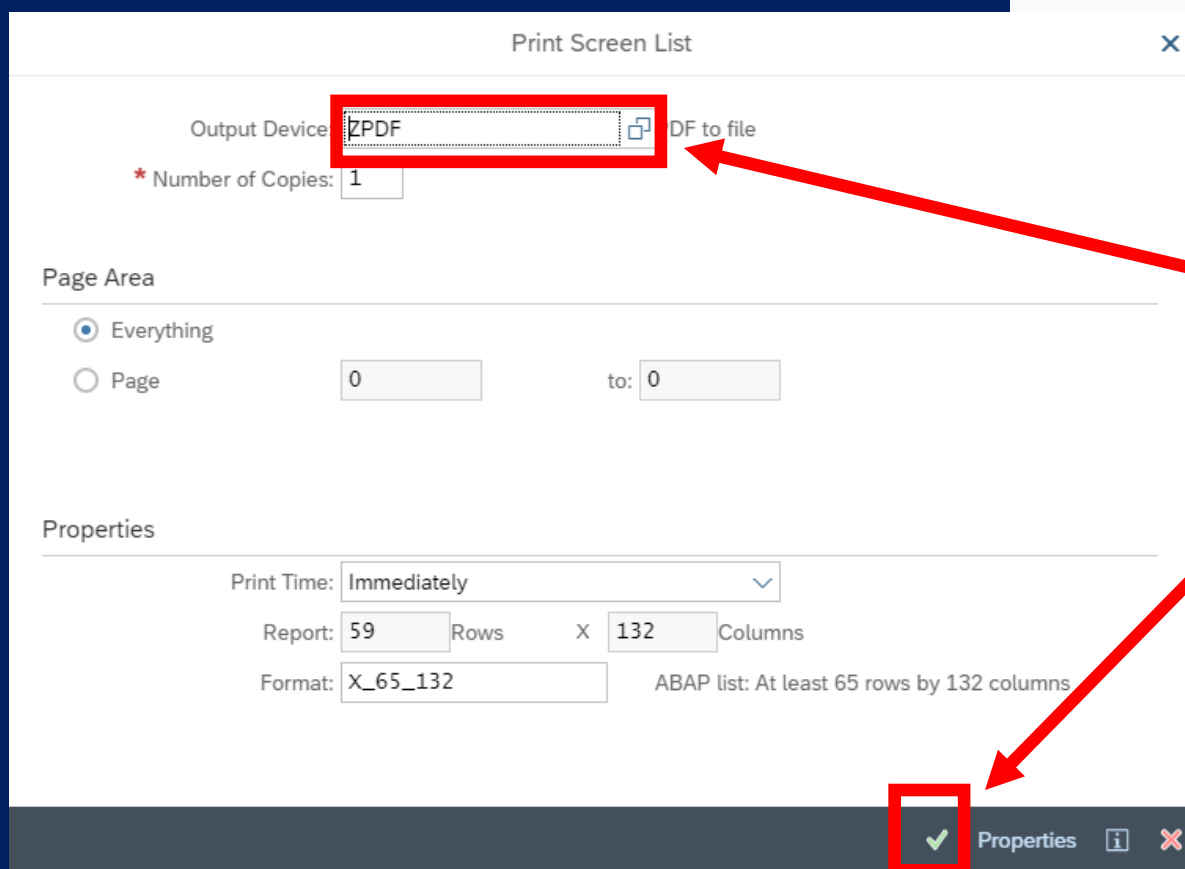 Print Screen List
Output Device: ZPDF PDF to file
* Number of Copies: 1
Page Area
Everything
Page 0 to: 0
Properties
Print Time: Immediately
Report: 59 Rows X 132 Columns
Format: X_65_132 ABAP list: At least 65 rows by 132 columns
Properties